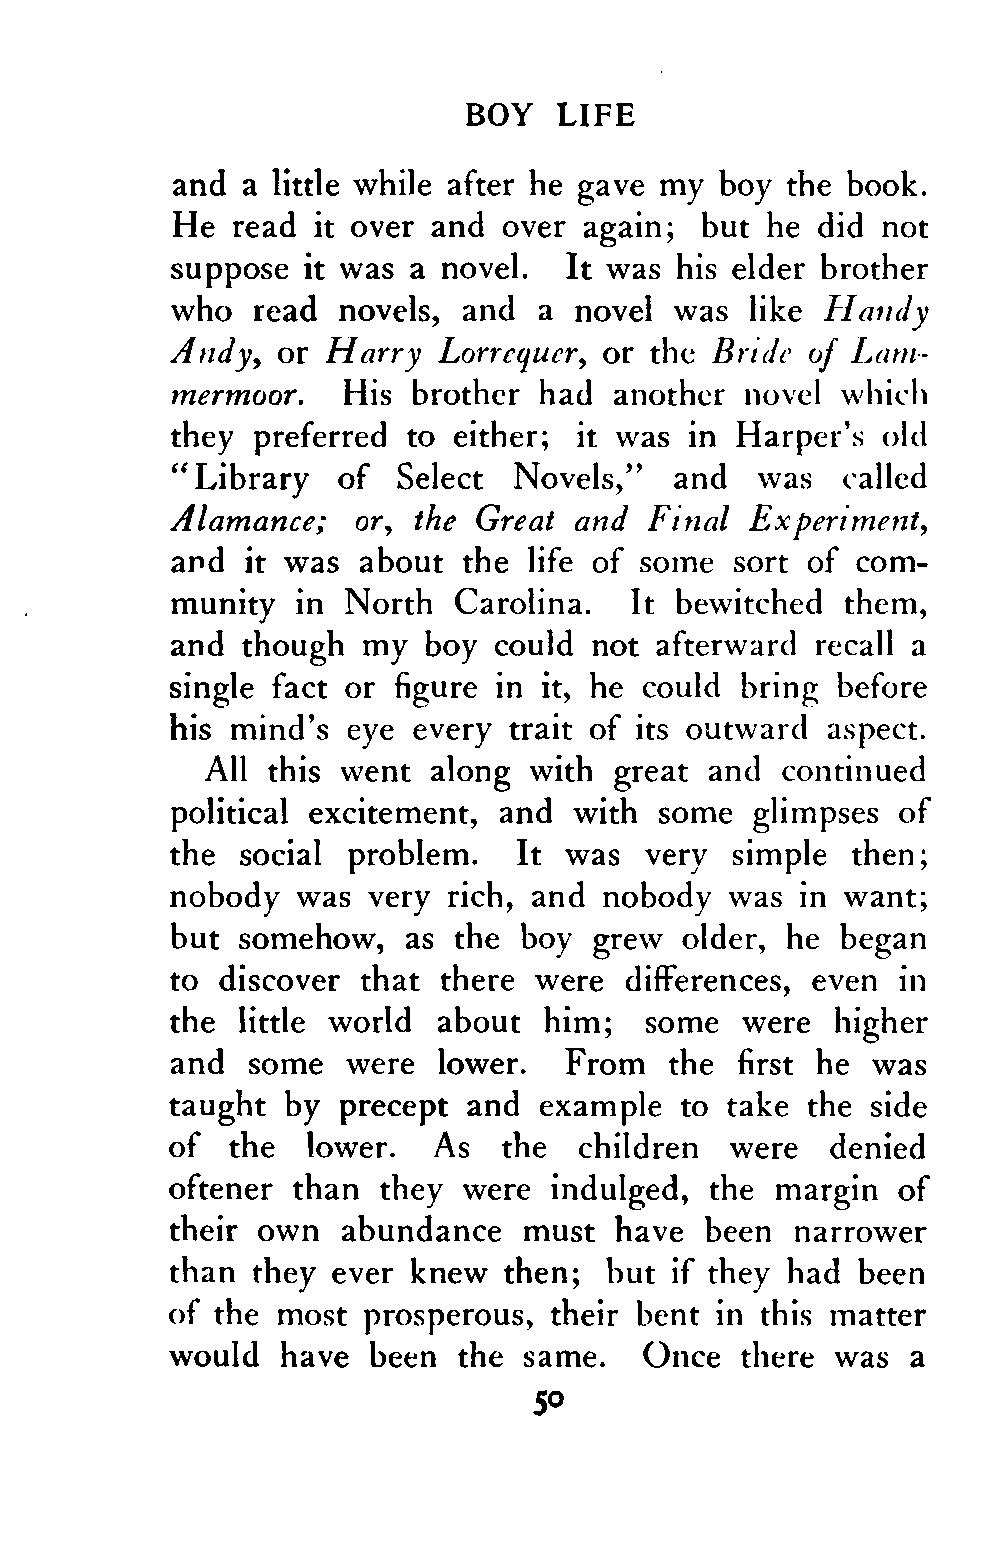 BOY LIFE
and a little while after he gave my boy the book.
He read it over and over again; but he did not
suppose it was a novel. It was his elder brother
who read novels, and a novel was like Handy
Andy, or Harry Lorrequer, or the Bride of Lam-
mermoor. His brother had another novel which
they preferred to either; it was in Harper's old
"Library of Select Novels," and was called
Alamance; or, the Great and Final Experiment,
and it was about the life of some sort of com-
munity in North Carolina. It bewitched them,
and though my boy could not afterward recall a
single fact or figure in it, he could bring before
his mind's eye every trait of its outward aspect.
All this went along with great and continued
political excitement, and with some glimpses of
the social problem. It was very simple then;
nobody was very rich, and nobody was in want;
but somehow, as the boy grew older, he began
to discover that there were differences, even in
the little world about him; some were higher
and some were lower. From the first he was
taught by precept and example to take the side
of the lower. As the children were denied
oftener than they were indulged, the margin of
their own abundance must have been narrower
than they ever knew then; but if they had been
of the most prosperous, their bent in this matter
would have been the same. Once there was a
50